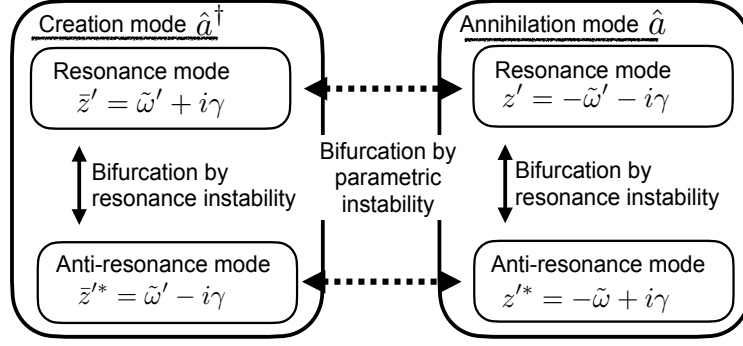 Creation mode â†
Resonance mode
z̄′ = ω̃′ + iγ
Bifurcation by
resonance instability
Anti-resonance mode
z̄′* = ω̃′ − iγ
Bifurcation by
parametric
instability
Annihilation mode â
Resonance mode
z′ = −ω̃′ − iγ
Bifurcation by
resonance instability
Anti-resonance mode
z′* = −ω̃ + iγ